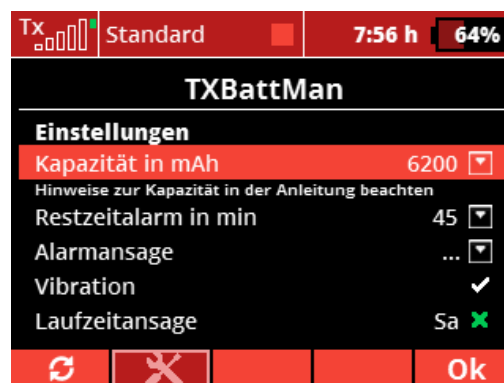 Tx Standard 7:56 h 64%
TXBattMan
Einstellungen
Kapazität in mAh 6200
Hinweise zur Kapazität in der Anleitung beachten
Restzeitalarm in min 45
Alarmansage ...
Vibration
Laufzeitansage Sa
Ok